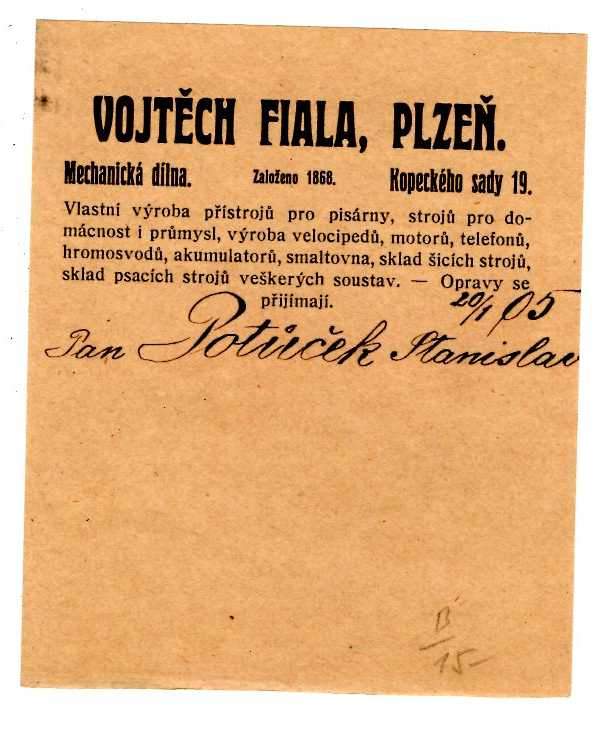 VOJTĚCH FIALA, PLZEŇ.
Mechanická dílna. Založeno 1868. Kopeckého sady 19.
Vlastní výroba přístrojů pro pisárny, strojů pro do-
mácnost i průmysl, výroba velocipedů, motorů, telefonů,
hromosvodů, akumulatorů, smaltovna, sklad šicích strojů,
sklad psacích strojů veškerých soustav. — Opravy se
přijímají.
20/1 05
Pan Potůček Stanislav
B/15-